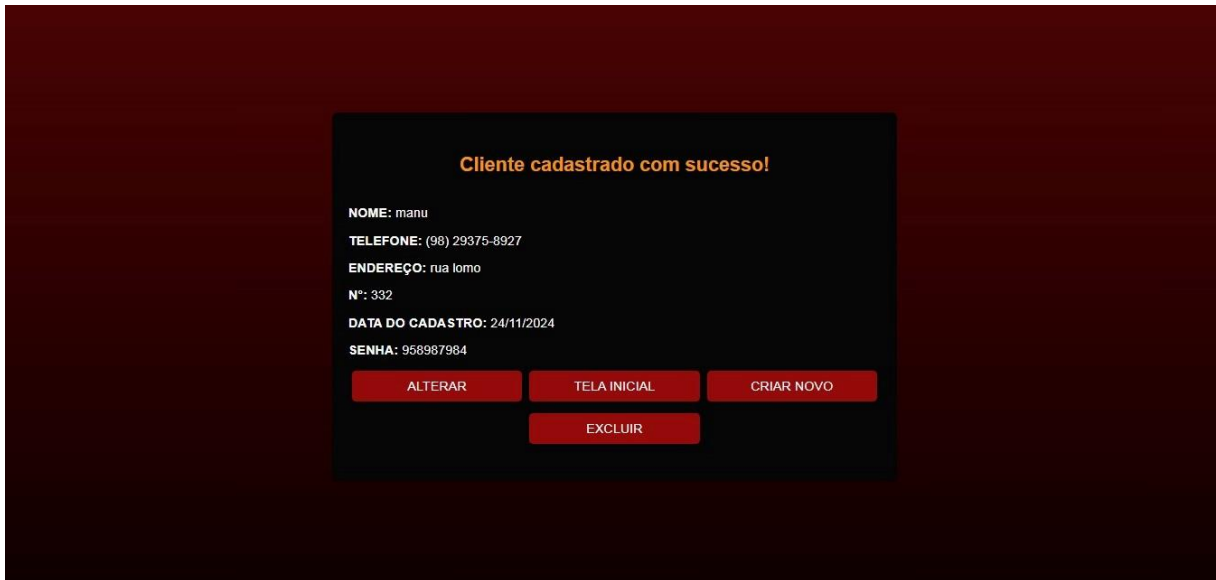 Cliente cadastrado com sucesso!
NOME: manu
TELEFONE: (98) 29375-8927
ENDEREÇO: rua lomo
N°: 332
DATA DO CADASTRO: 24/11/2024
SENHA: 958987984
ALTERAR TELA INICIAL CRIAR NOVO
EXCLUIR